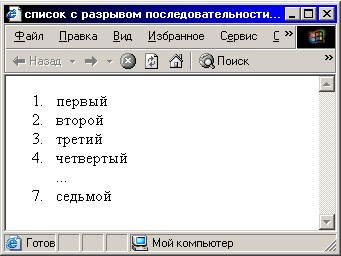 список с разрывом последовательности...
Файл Правка Вид Избранное Сервис С »
Назад Поиск »
1. первый
2. второй
3. третий
4. четвертый
...
7. седьмой
Готов Мой компьютер